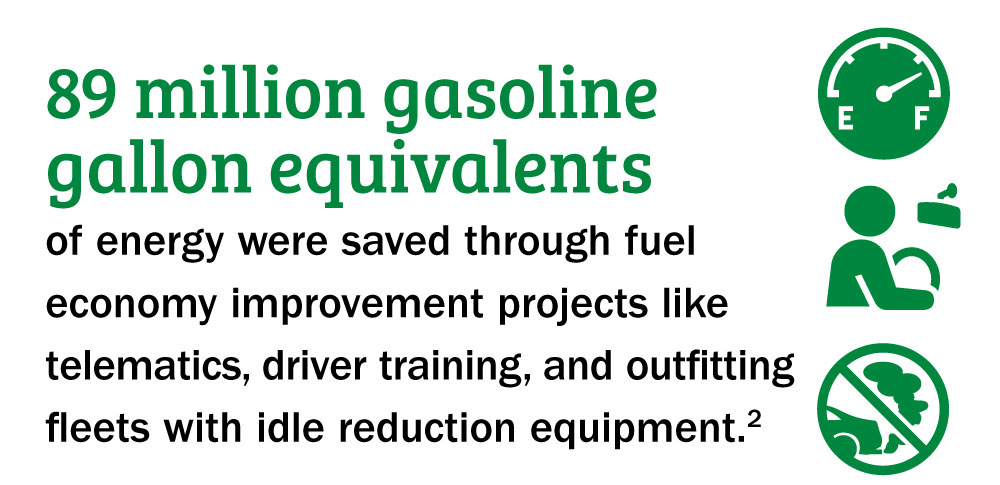 89 million gasoline
gallon equivalents
of energy were saved through fuel
economy improvement projects like
telematics, driver training, and outfitting
fleets with idle reduction equipment.²
E F